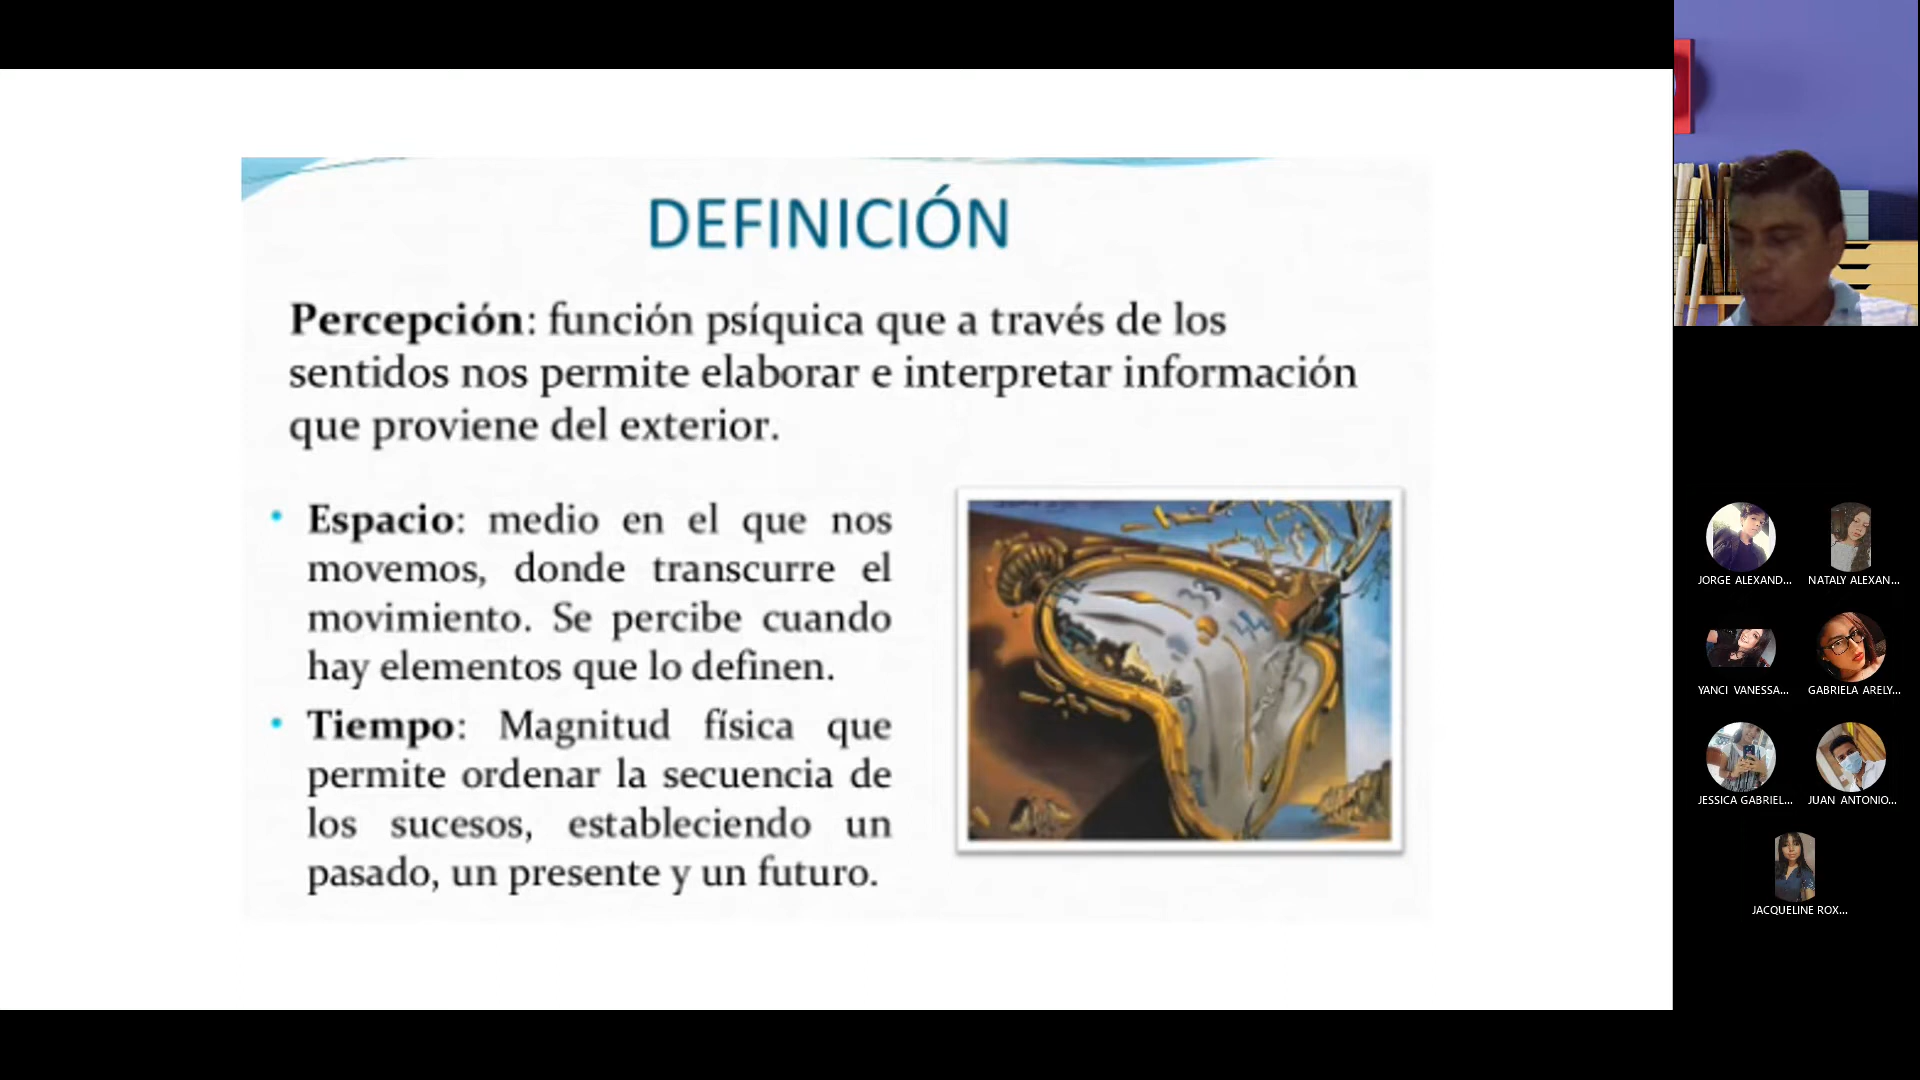 DEFINICIÓN
Percepción: función psíquica que a través de los
sentidos nos permite elaborar e interpretar información
que proviene del exterior.
• Espacio: medio en el que nos
movemos, donde transcurre el
movimiento. Se percibe cuando
hay elementos que lo definen.
• Tiempo: Magnitud física que
permite ordenar la secuencia de
los sucesos, estableciendo un
pasado, un presente y un futuro.
JORGE ALEXAND...
NATALY ALEXAN...
YANCI VANESSA...
GABRIELA ARELY...
JESSICA GABRIEL...
JUAN ANTONIO...
JACQUELINE ROX...